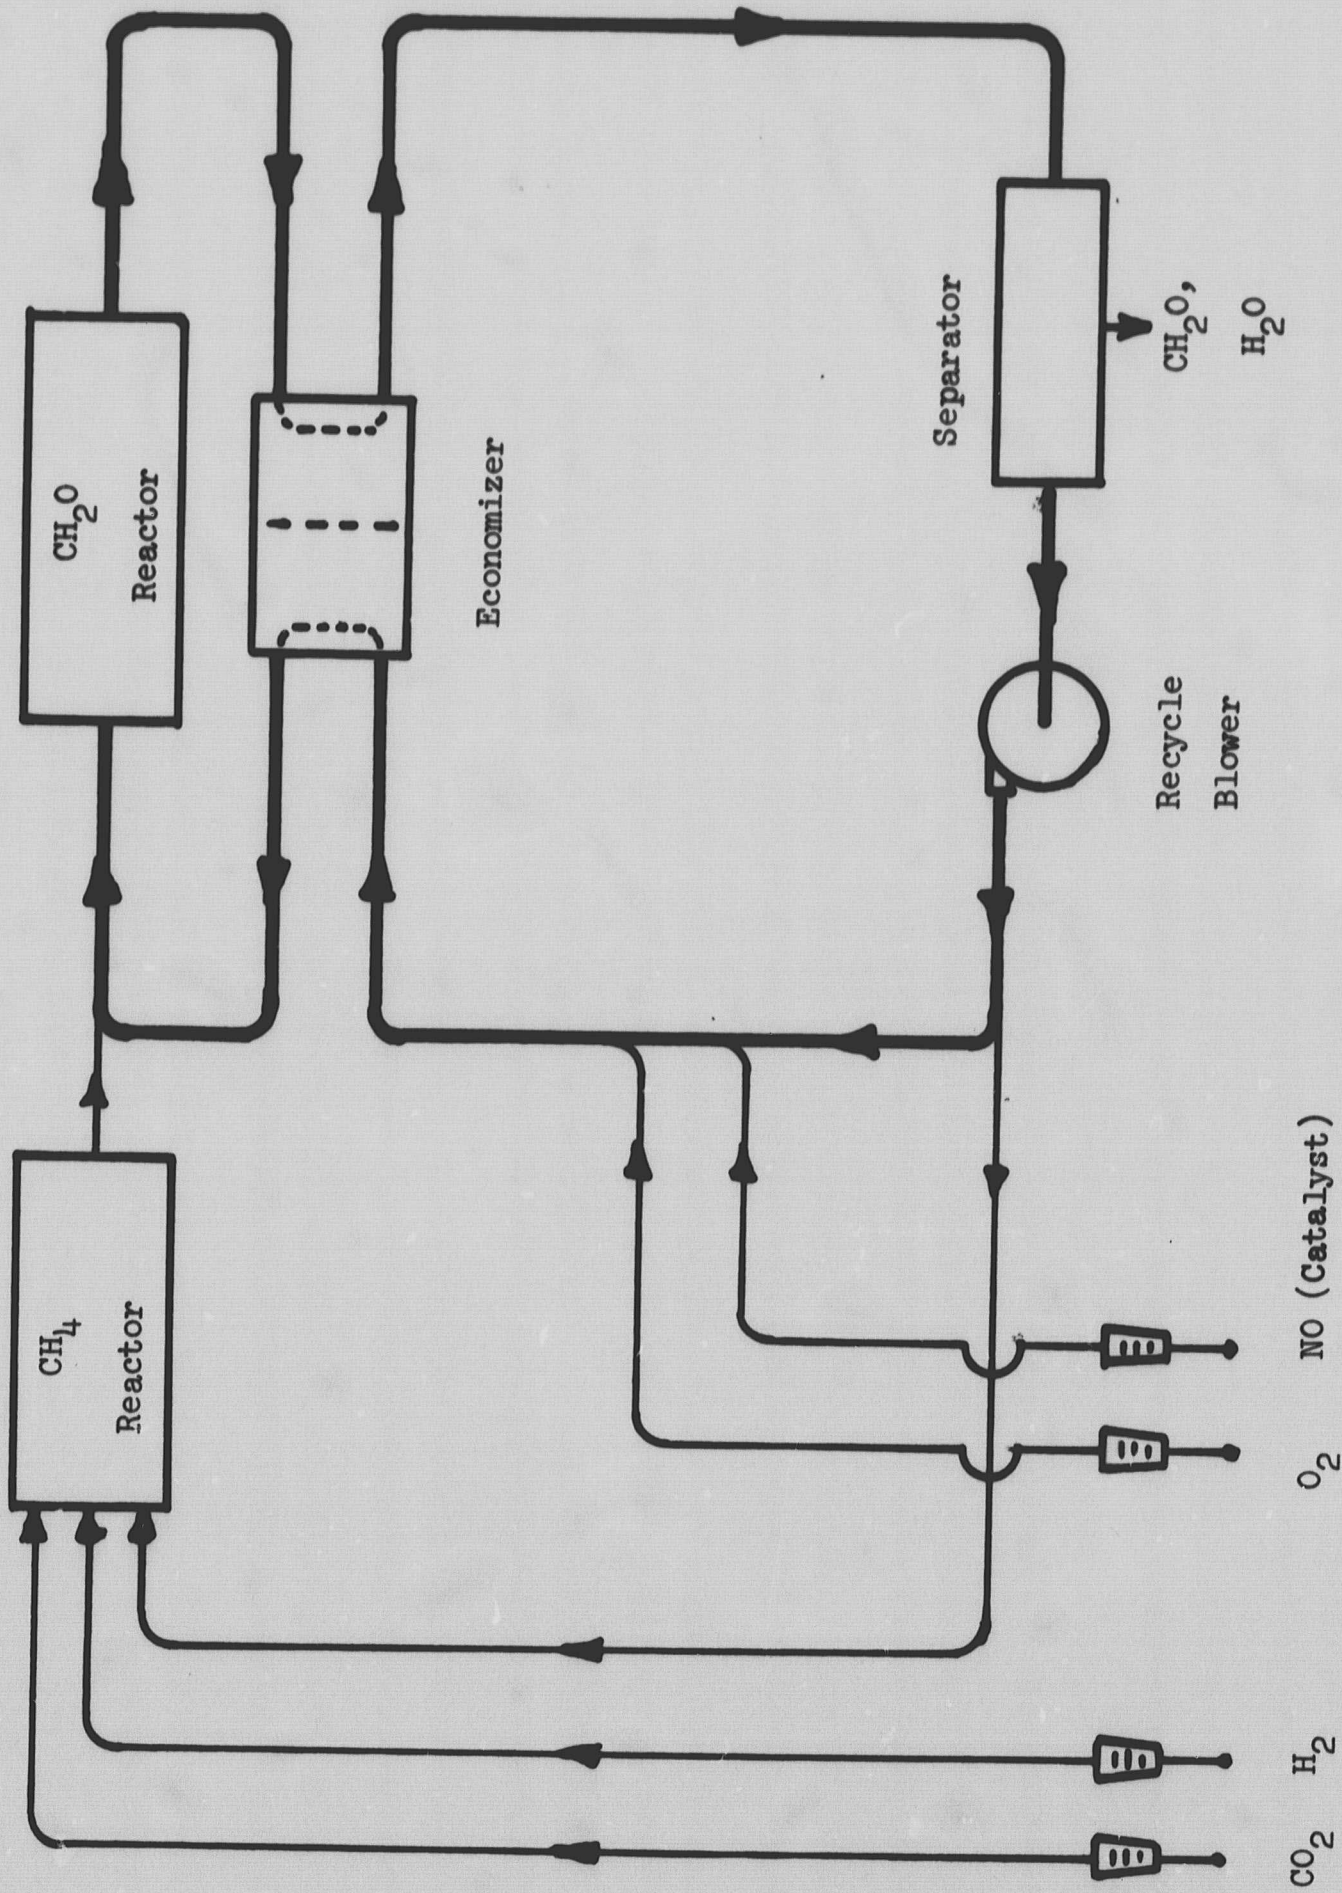 CH4
Reactor
CH2O
Reactor
Economizer
Separator
CH2O,
H2O
Recycle
Blower
CO2
H2
O2
NO (Catalyst)